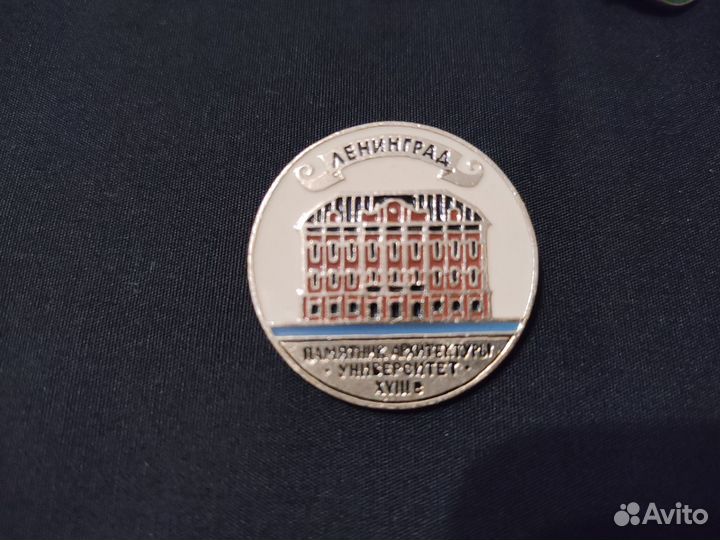 ЛЕНИНГРАД
ПАМЯТНИК АРХИТЕКТУРЫ
· УНИВЕРСИТЕТ ·
XVIII в
Avito